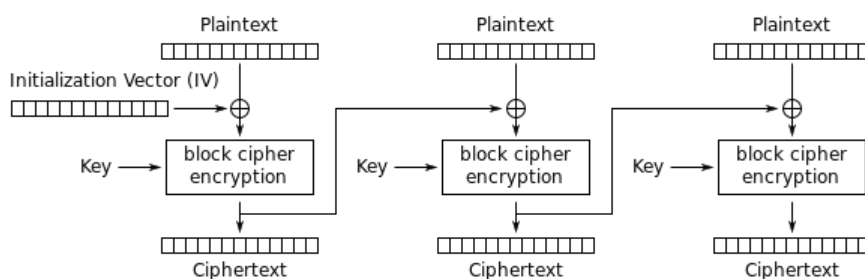 Plaintext
Plaintext
Plaintext
Initialization Vector (IV)
Key
block cipher
encryption
Key
block cipher
encryption
Key
block cipher
encryption
Ciphertext
Ciphertext
Ciphertext